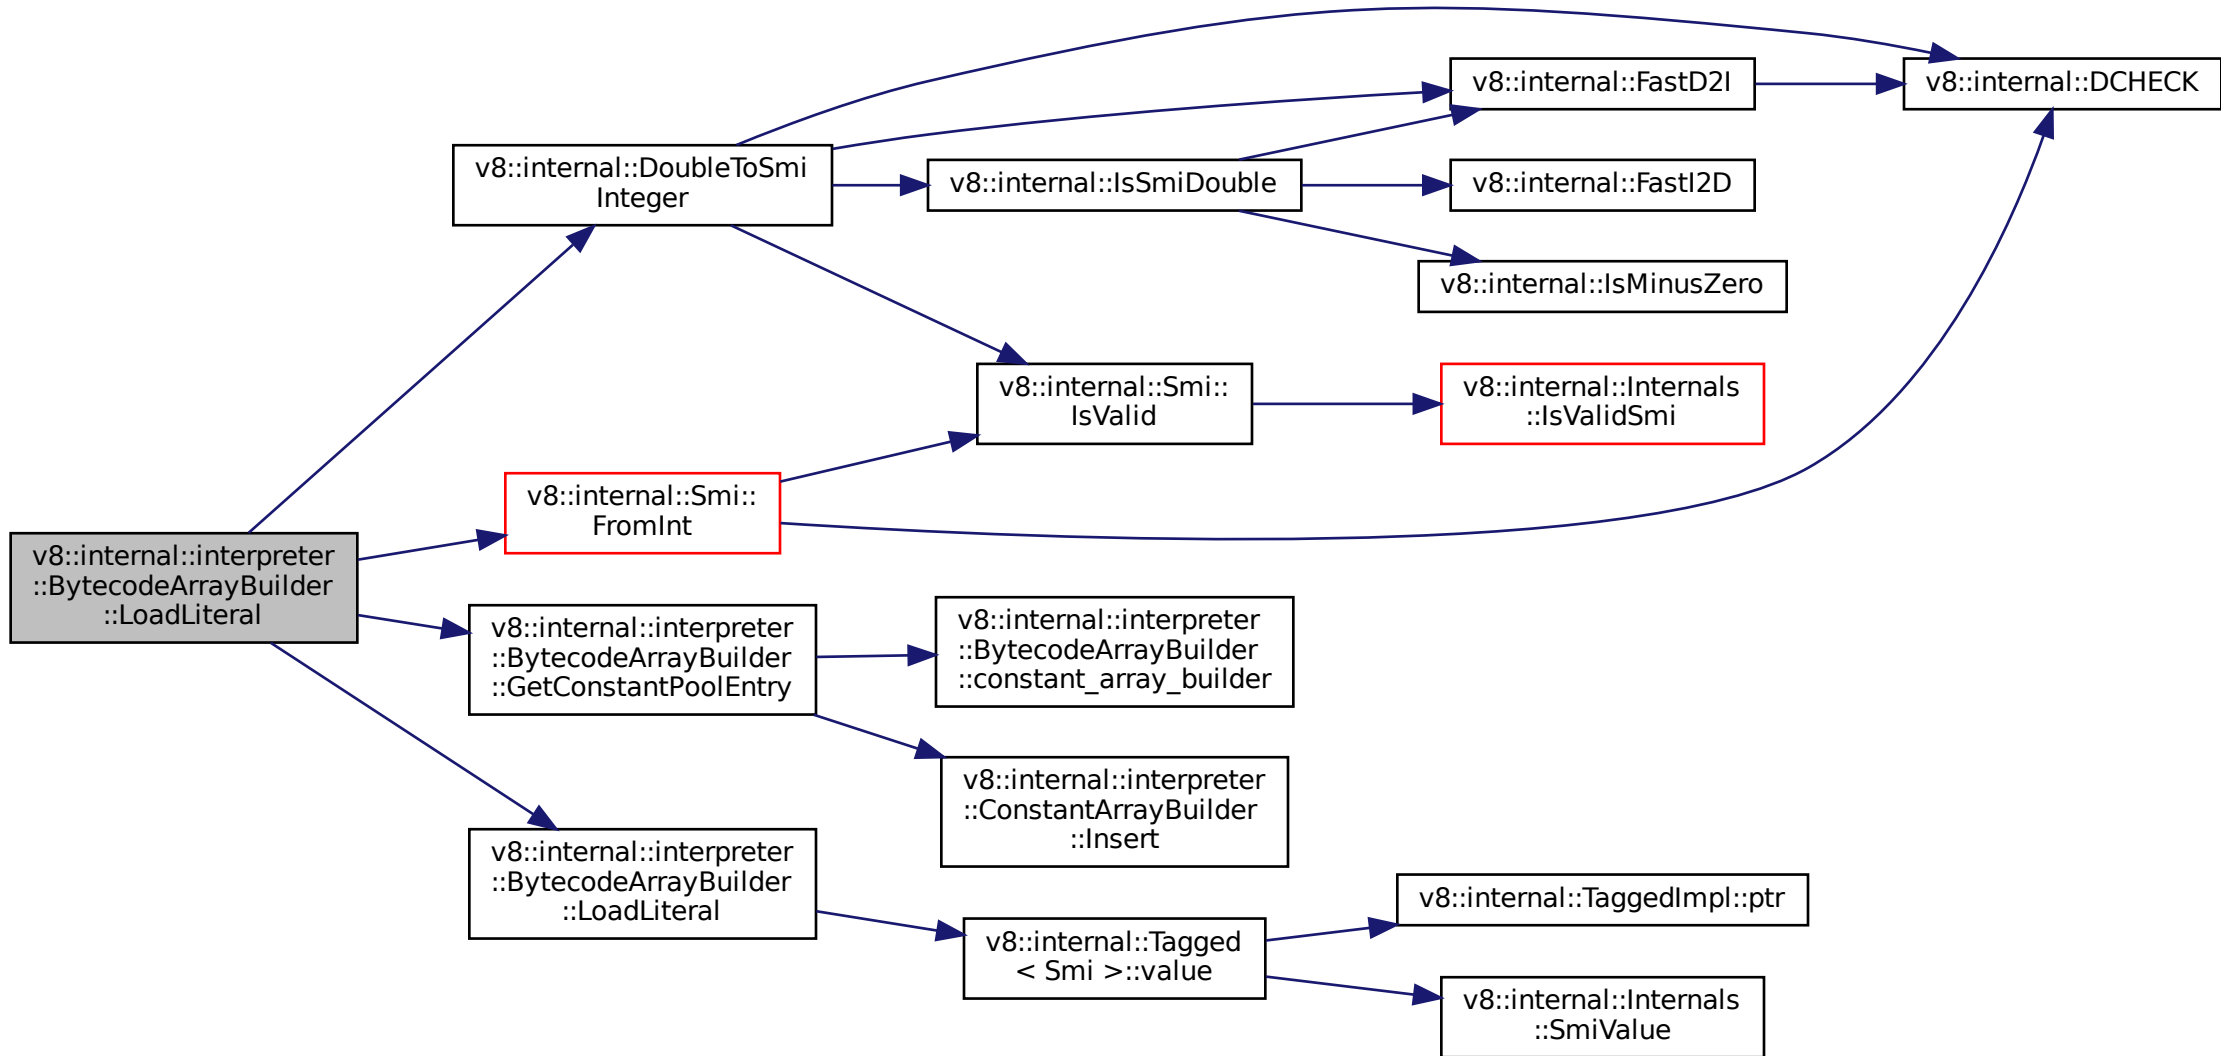 v8::internal::interpreter
::BytecodeArrayBuilder
::LoadLiteral
v8::internal::DoubleToSmi
Integer
v8::internal::Smi::
FromInt
v8::internal::interpreter
::BytecodeArrayBuilder
::GetConstantPoolEntry
v8::internal::interpreter
::BytecodeArrayBuilder
::LoadLiteral
v8::internal::IsSmiDouble
v8::internal::Smi::
IsValid
v8::internal::interpreter
::BytecodeArrayBuilder
::constant_array_builder
v8::internal::interpreter
::ConstantArrayBuilder
::Insert
v8::internal::Tagged
< Smi >::value
v8::internal::FastD2I
v8::internal::FastI2D
v8::internal::IsMinusZero
v8::internal::Internals
::IsValidSmi
v8::internal::TaggedImpl::ptr
v8::internal::Internals
::SmiValue
v8::internal::DCHECK